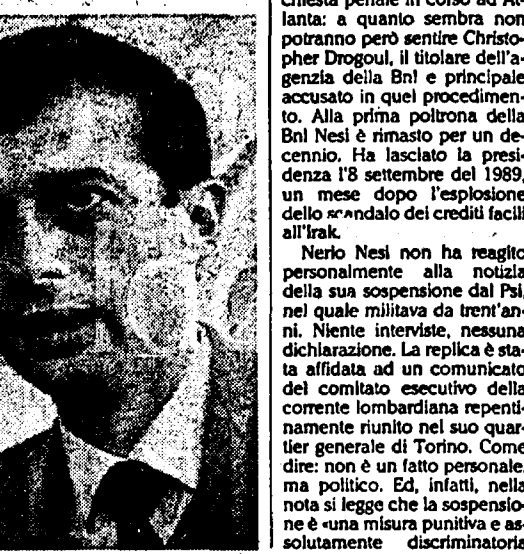 chiesta penale in corso ad At-
lanta: a quanto sembra non
potranno però sentire Christo-
pher Drogoul, il titolare dell'a-
genzia della Bnl e principale
accusato in quel procedimen-
to. Alla prima poltrona della
Bnl Nesi è rimasto per un de-
cennio. Ha lasciato la presi-
denza l'8 settembre del 1989,
un mese dopo l'esplosione
dello scandalo dei crediti facili
all'Irak.
Nerio Nesi non ha reagito
personalmente alla notizia
della sua sospensione dal Psi,
nel quale militava da trent'an-
ni. Niente interviste, nessuna
dichiarazione. La replica è sta-
ta affidata ad un comunicato
del comitato esecutivo della
corrente lombardiana repenti-
namente riunito nel suo quar-
tier generale di Torino. Come
dire: non è un fatto personale,
ma politico. Ed, infatti, nella
nota si legge che la sospensio-
ne è «una misura punitiva e as-
solutamente discriminatoria